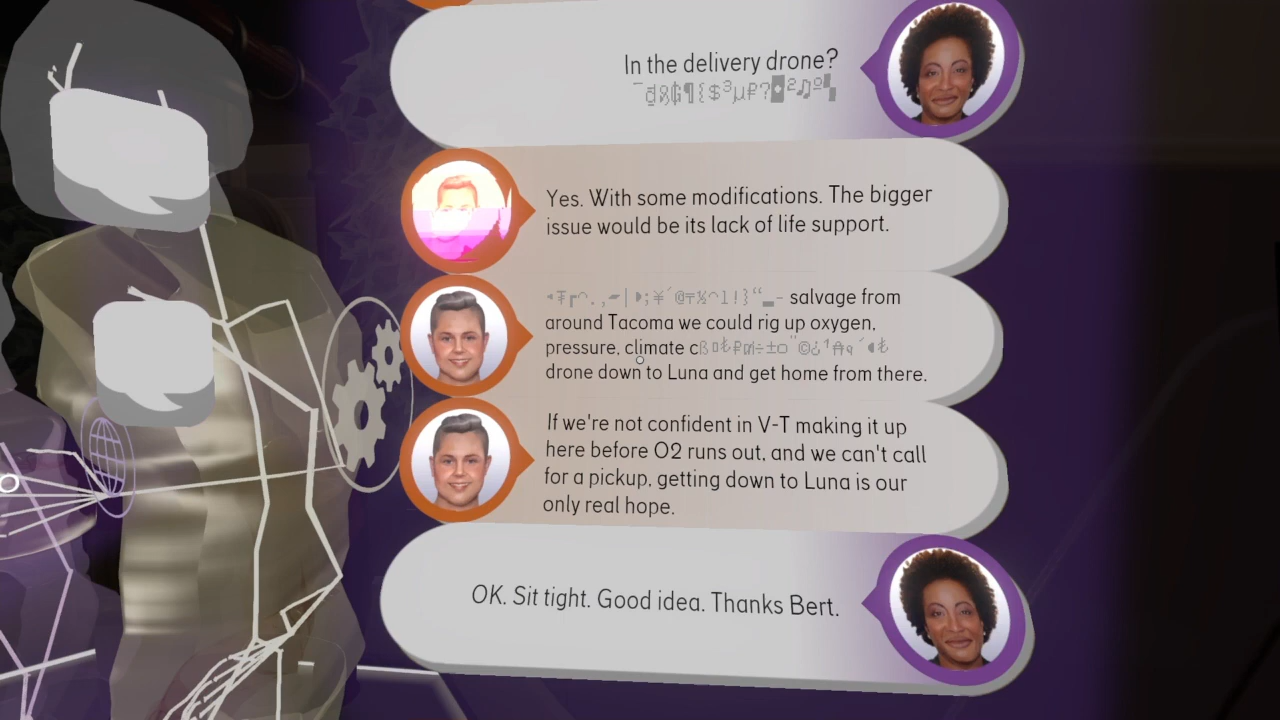 In the delivery drone?
Yes. With some modifications. The bigger
issue would be its lack of life support.
salvage from
around Tacoma we could rig up oxygen,
pressure, climate c
drone down to Luna and get home from there.
If we're not confident in V-T making it up
here before O2 runs out, and we can't call
for a pickup, getting down to Luna is our
only real hope.
OK. Sit tight. Good idea. Thanks Bert.